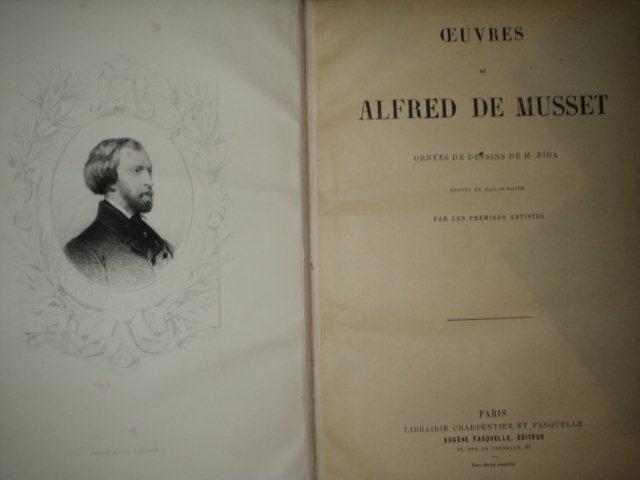 ŒUVRES
DE
ALFRED DE MUSSET
ORNÉES DE DESSINS DE M. BIDA
GRAVÉS EN TAILLE-DOUCE
PAR LES PREMIERS ARTISTES
PARIS
LIBRAIRIE CHARPENTIER ET FASQUELLE
EUGÈNE FASQUELLE, ÉDITEUR
11, RUE DE GRENELLE, 11
Tous droits réservés